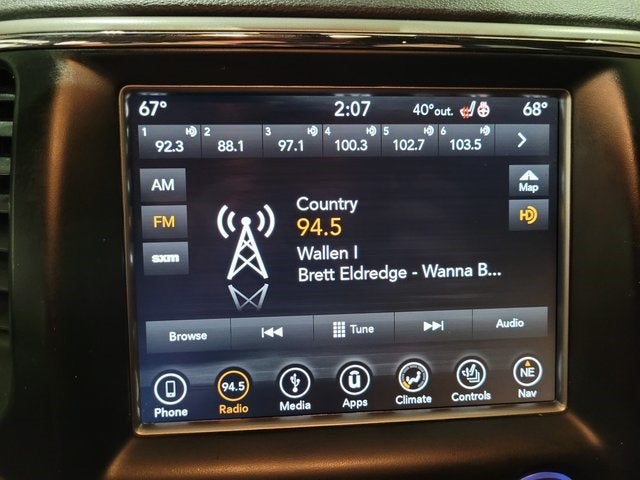 67° 2:07 40° out. 68°
1 2 3 4 5 6
92.3 88.1 97.1 100.3 102.7 103.5
AM
FM
sxm
Map
HD
Country
94.5
Wallen I
Brett Eldredge - Wanna B...
Browse Tune Audio
94.5 NE
Phone Radio Media Apps Climate Controls Nav